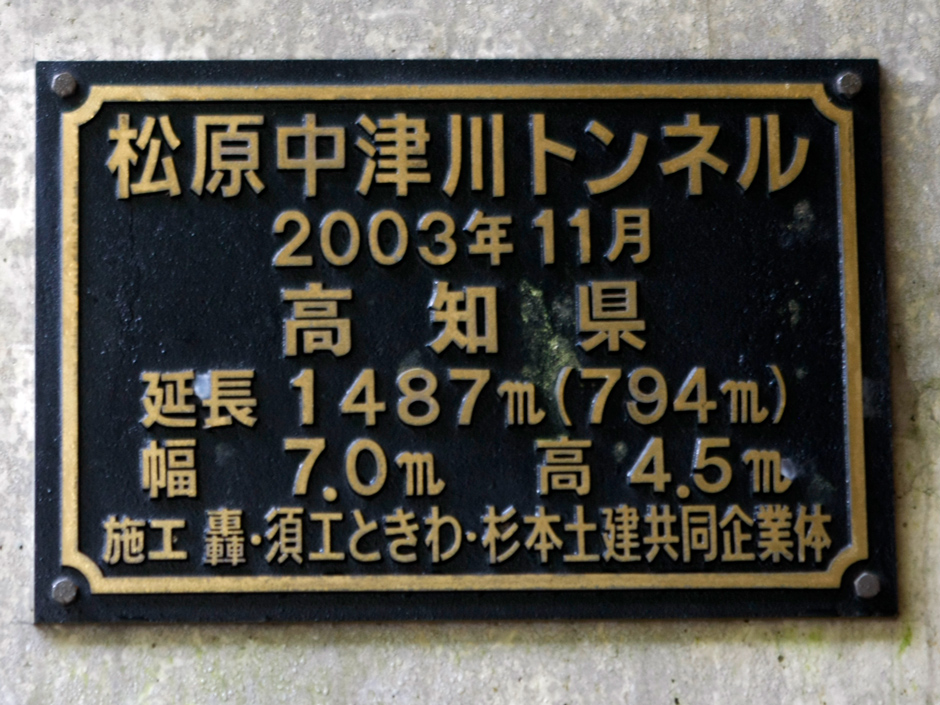 松原中津川トンネル
2003年11月
高知県
延長 1487m(794m)
幅 7.0m 高 4.5m
施工 轟・須工ときわ・杉本土建共同企業体